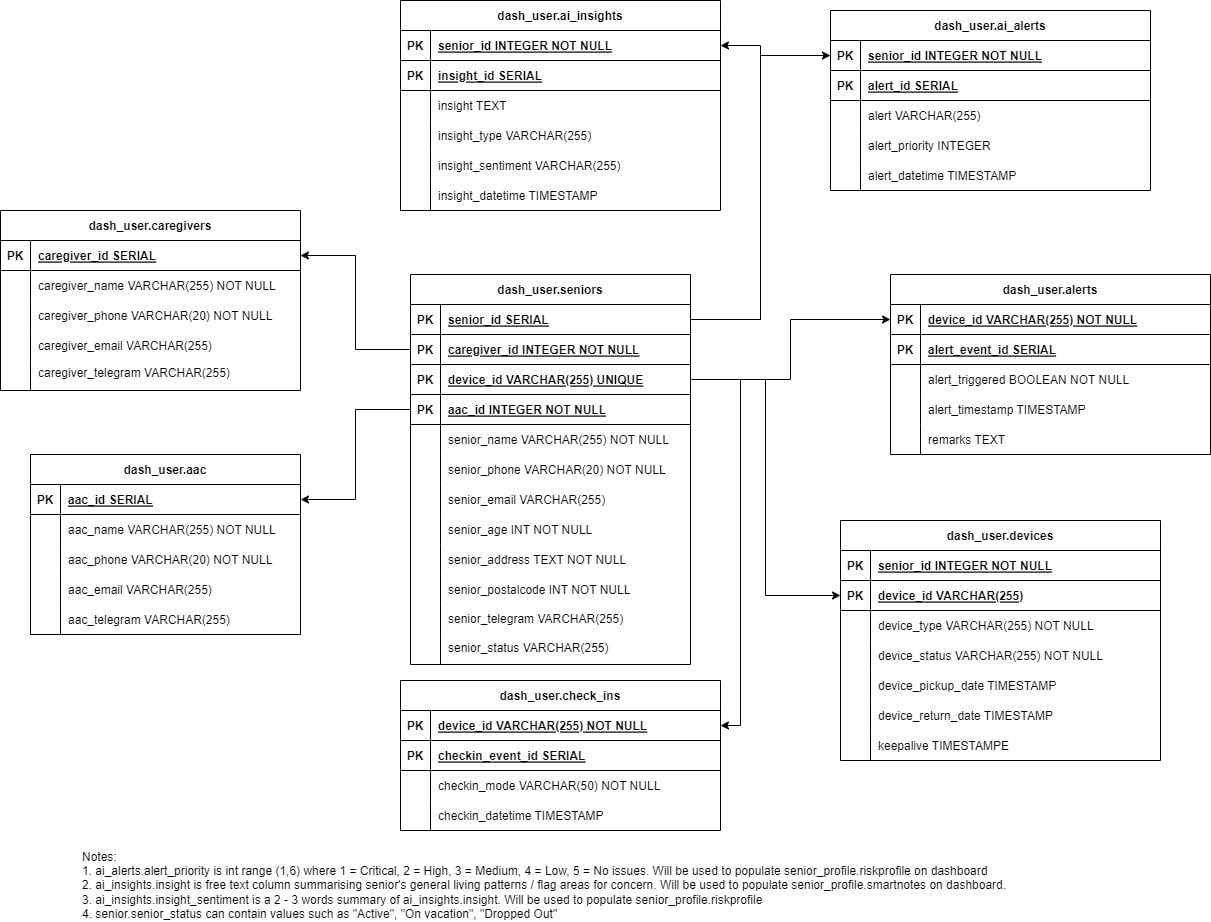 dash_user.ai_insights
PK senior_id INTEGER NOT NULL
PK insight_id SERIAL
insight TEXT
insight_type VARCHAR(255)
insight_sentiment VARCHAR(255)
insight_datetime TIMESTAMP
dash_user.ai_alerts
PK senior_id INTEGER NOT NULL
PK alert_id SERIAL
alert VARCHAR(255)
alert_priority INTEGER
alert_datetime TIMESTAMP
dash_user.caregivers
PK caregiver_id SERIAL
caregiver_name VARCHAR(255) NOT NULL
caregiver_phone VARCHAR(20) NOT NULL
caregiver_email VARCHAR(255)
caregiver_telegram VARCHAR(255)
dash_user.seniors
PK senior_id SERIAL
PK caregiver_id INTEGER NOT NULL
PK device_id VARCHAR(255) UNIQUE
PK aac_id INTEGER NOT NULL
senior_name VARCHAR(255) NOT NULL
senior_phone VARCHAR(20) NOT NULL
senior_email VARCHAR(255)
senior_age INT NOT NULL
senior_address TEXT NOT NULL
senior_postalcode INT NOT NULL
senior_telegram VARCHAR(255)
senior_status VARCHAR(255)
dash_user.alerts
PK device_id VARCHAR(255) NOT NULL
PK alert_event_id SERIAL
alert_triggered BOOLEAN NOT NULL
alert_timestamp TIMESTAMP
remarks TEXT
dash_user.aac
PK aac_id SERIAL
aac_name VARCHAR(255) NOT NULL
aac_phone VARCHAR(20) NOT NULL
aac_email VARCHAR(255)
aac_telegram VARCHAR(255)
dash_user.devices
PK senior_id INTEGER NOT NULL
PK device_id VARCHAR(255)
device_type VARCHAR(255) NOT NULL
device_status VARCHAR(255) NOT NULL
device_pickup_date TIMESTAMP
device_return_date TIMESTAMP
keepalive TIMESTAMPE
dash_user.check_ins
PK device_id VARCHAR(255) NOT NULL
PK checkin_event_id SERIAL
checkin_mode VARCHAR(50) NOT NULL
checkin_datetime TIMESTAMP
Notes:
1. ai_alerts.alert_priority is int range (1,6) where 1 = Critical, 2 = High, 3 = Medium, 4 = Low, 5 = No issues. Will be used to populate senior_profile.riskprofile on dashboard
2. ai_insights.insight is free text column summarising senior's general living patterns / flag areas for concern. Will be used to populate senior_profile.smartnotes on dashboard.
3. ai_insights.insight_sentiment is a 2 - 3 words summary of ai_insights.insight. Will be used to populate senior_profile.riskprofile
4. senior.senior_status can contain values such as "Active", "On vacation", "Dropped Out"